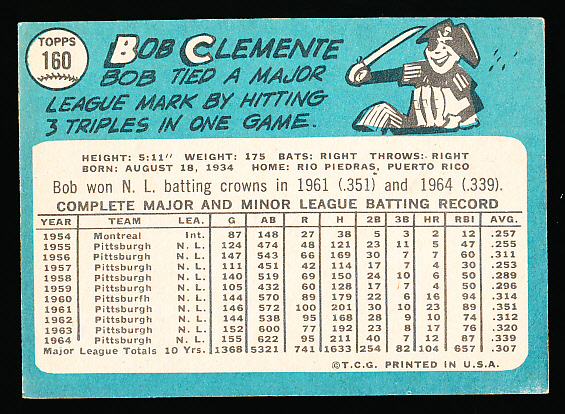 TOPPS
160
BOB CLEMENTE
BOB TIED A MAJOR
LEAGUE MARK BY HITTING
3 TRIPLES IN ONE GAME.
HEIGHT: 5:11" WEIGHT: 175 BATS: RIGHT THROWS: RIGHT
BORN: AUGUST 18, 1934 HOME: RIO PIEDRAS, PUERTO RICO
Bob won N. L. batting crowns in 1961 (.351) and 1964 (.339).
COMPLETE MAJOR AND MINOR LEAGUE BATTING RECORD
YEAR TEAM LEA. G AB R H 2B 3B HR RBI AVG.
1954 Montreal Int. 87 148 27 38 5 3 2 12 .257
1955 Pittsburgh N. L. 124 474 48 121 23 11 5 47 .255
1956 Pittsburgh N. L. 147 543 66 169 30 7 7 60 .311
1957 Pittsburgh N. L. 111 451 42 114 17 7 4 30 .253
1958 Pittsburgh N. L. 140 519 69 150 24 10 6 50 .289
1959 Pittsburgh N. L. 105 432 60 128 17 7 4 50 .296
1960 Pittsburfh N. L. 144 570 89 179 22 6 16 94 .314
1961 Pittsburgh N. L. 146 572 100 201 30 10 23 89 .351
1962 Pittsburgh N. L. 144 538 95 168 28 9 10 74 .312
1963 Pittsburgh N. L. 152 600 77 192 23 8 17 76 .320
1964 Pittsburgh N. L. 155 622 95 211 40 7 12 87 .339
Major League Totals 10 Yrs. 1368 5321 741 1633 254 82 104 657 .307
©T.C.G. PRINTED IN U.S.A.